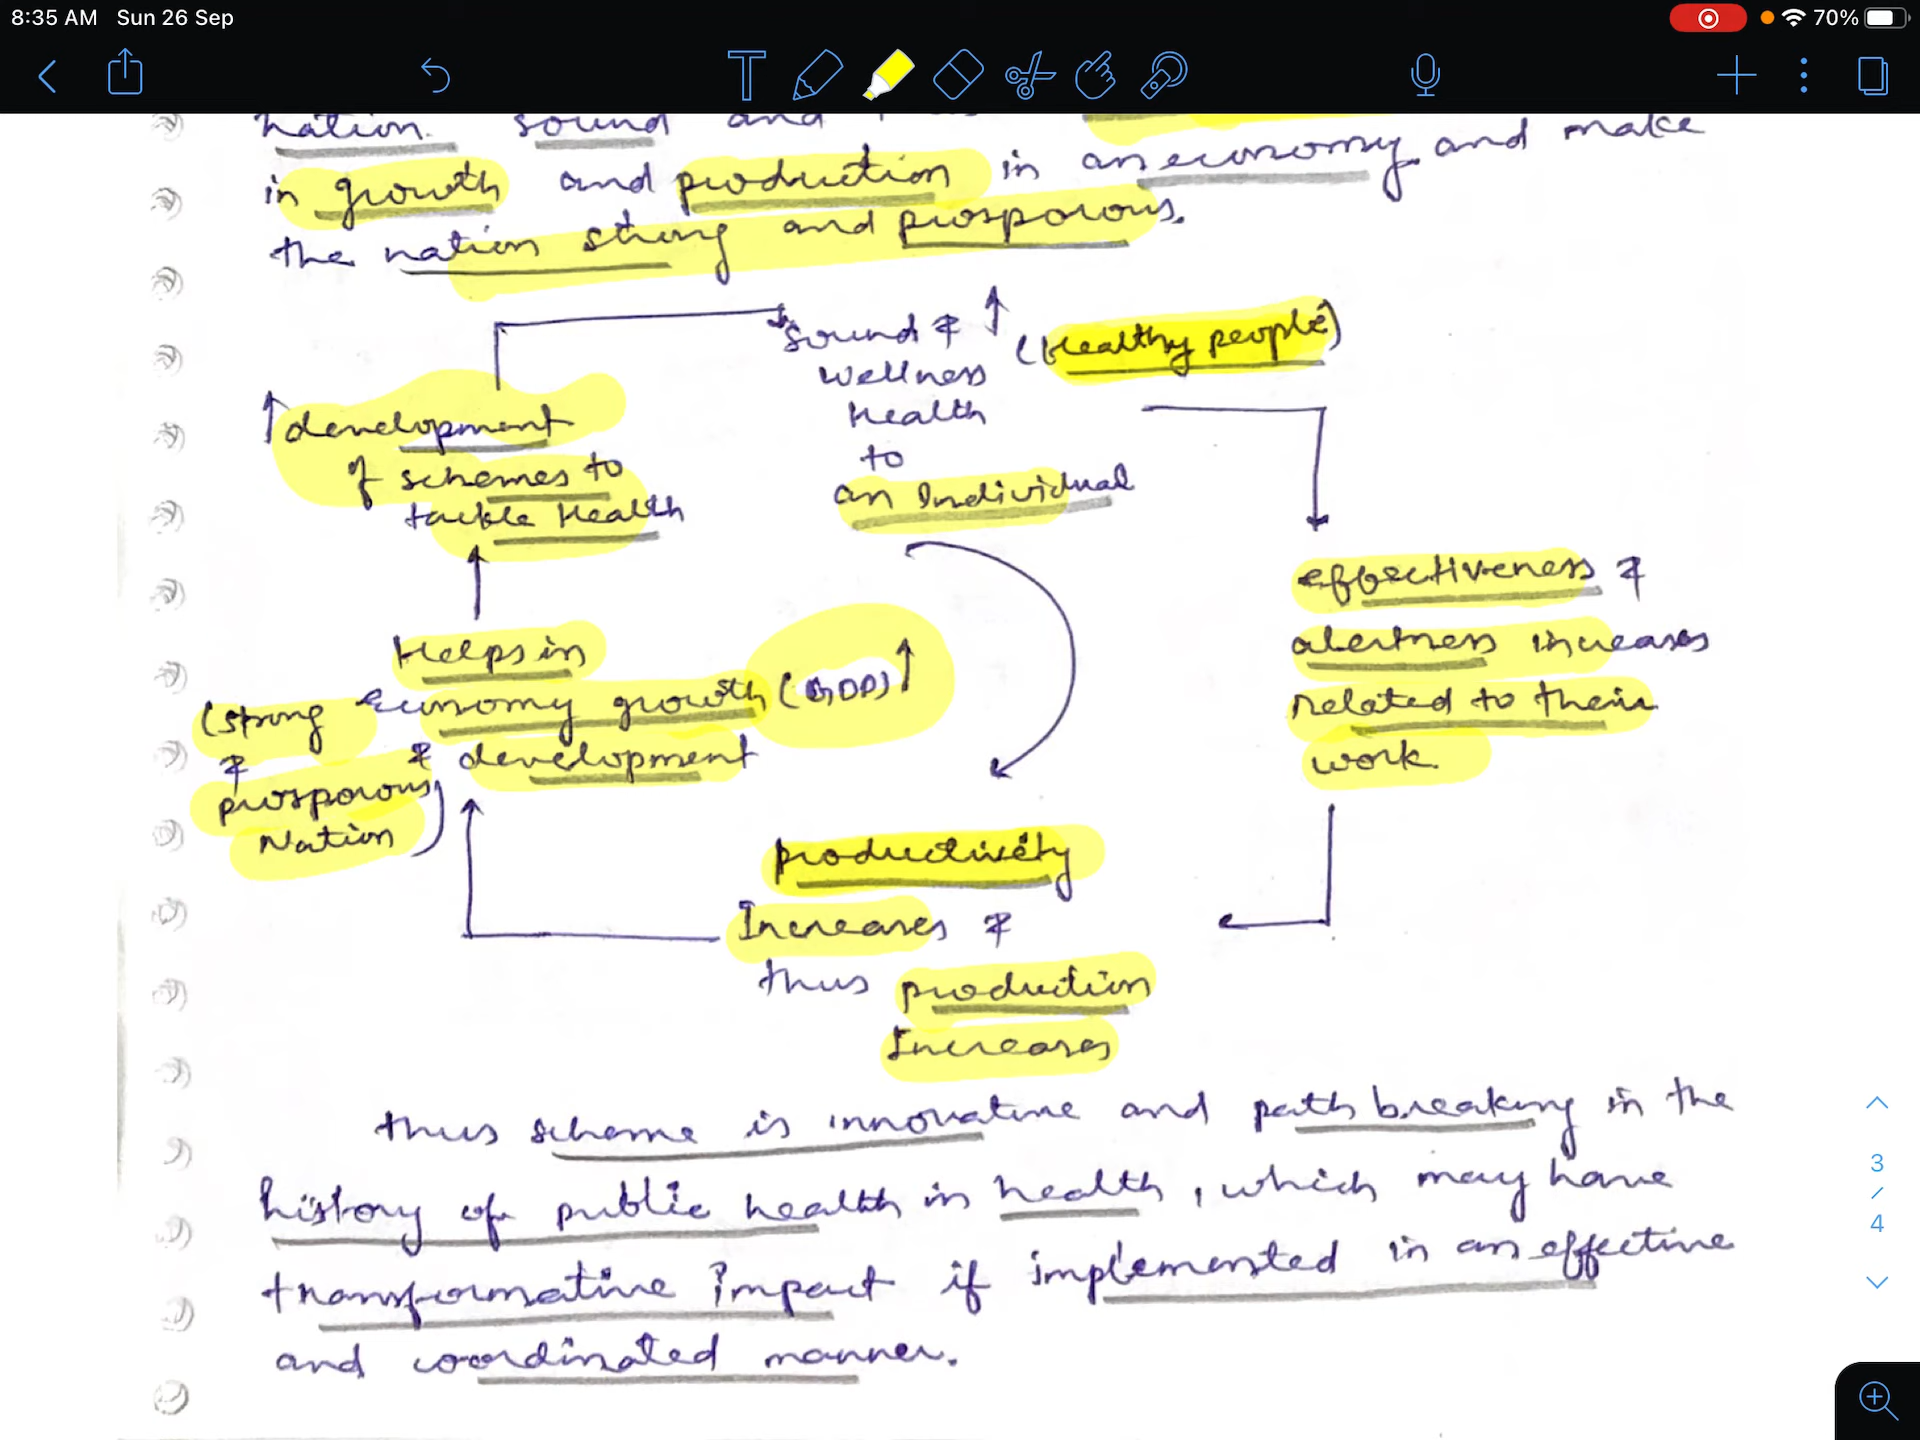 8:35 AM Sun 26 Sep
70%
nation. sound and
in growth and production in an economy and make
the nation strong and prosporous.
Sound & ↑ (Healthy people)
wellness
Health
to
an Individual
↑ development
of schemes to
tackle Health
effectiveness &
alertness increases
related to their
work.
Helps in
economy growth (GDP)↑
& development
(strong
&
prosporous
Nation)
productivity
Increases &
thus production
Increases
thus scheme is innovative and path breaking in the
history of public health in health, which may have
transformative impact if implemented in an effective
and coordinated manner.
3
/
4